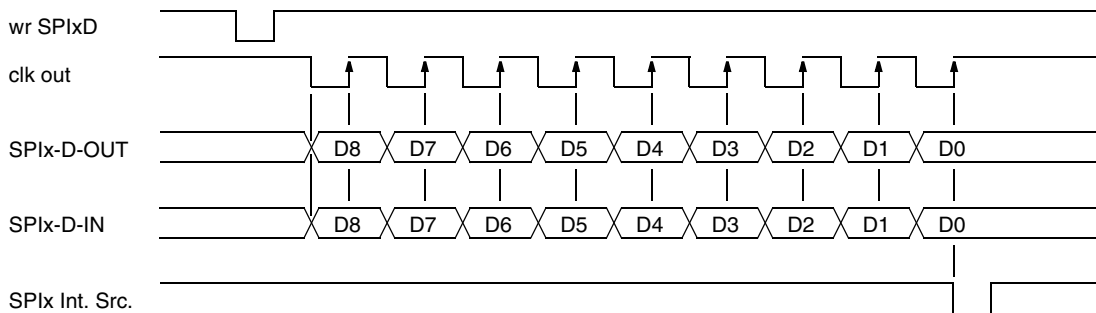 wr SPIxD
clk out
SPIx-D-OUT D8 D7 D6 D5 D4 D3 D2 D1 D0
SPIx-D-IN D8 D7 D6 D5 D4 D3 D2 D1 D0
SPIx Int. Src.